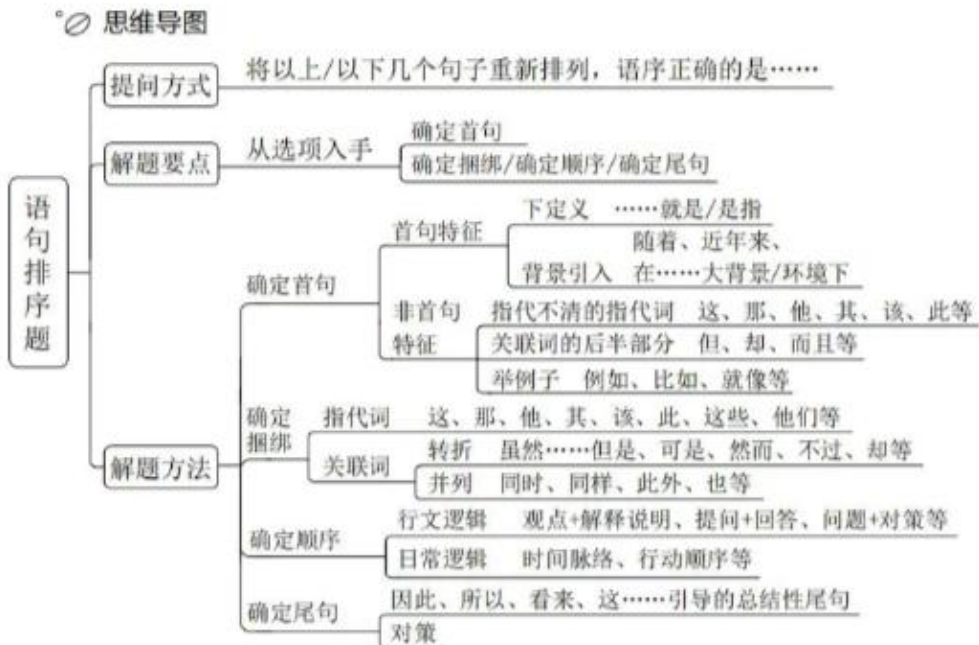 思维导图
语句排序题
提问方式
将以上/以下几个句子重新排列，语序正确的是……
解题要点
从选项入手
确定首句
确定捆绑/确定顺序/确定尾句
解题方法
确定首句
首句特征
下定义 ……就是/是指
背景引入 随着、近年来、
在……大背景/环境下
非首句
特征
指代不清的指代词 这、那、他、其、该、此等
关联词的后半部分 但、却、而且等
举例子 例如、比如、就像等
确定
捆绑
指代词 这、那、他、其、该、此、这些、他们等
关联词
转折 虽然……但是、可是、然而、不过、却等
并列 同时、同样、此外、也等
确定顺序
行文逻辑 观点+解释说明、提问+回答、问题+对策等
日常逻辑 时间脉络、行动顺序等
确定尾句
因此、所以、看来、这……引导的总结性尾句
对策